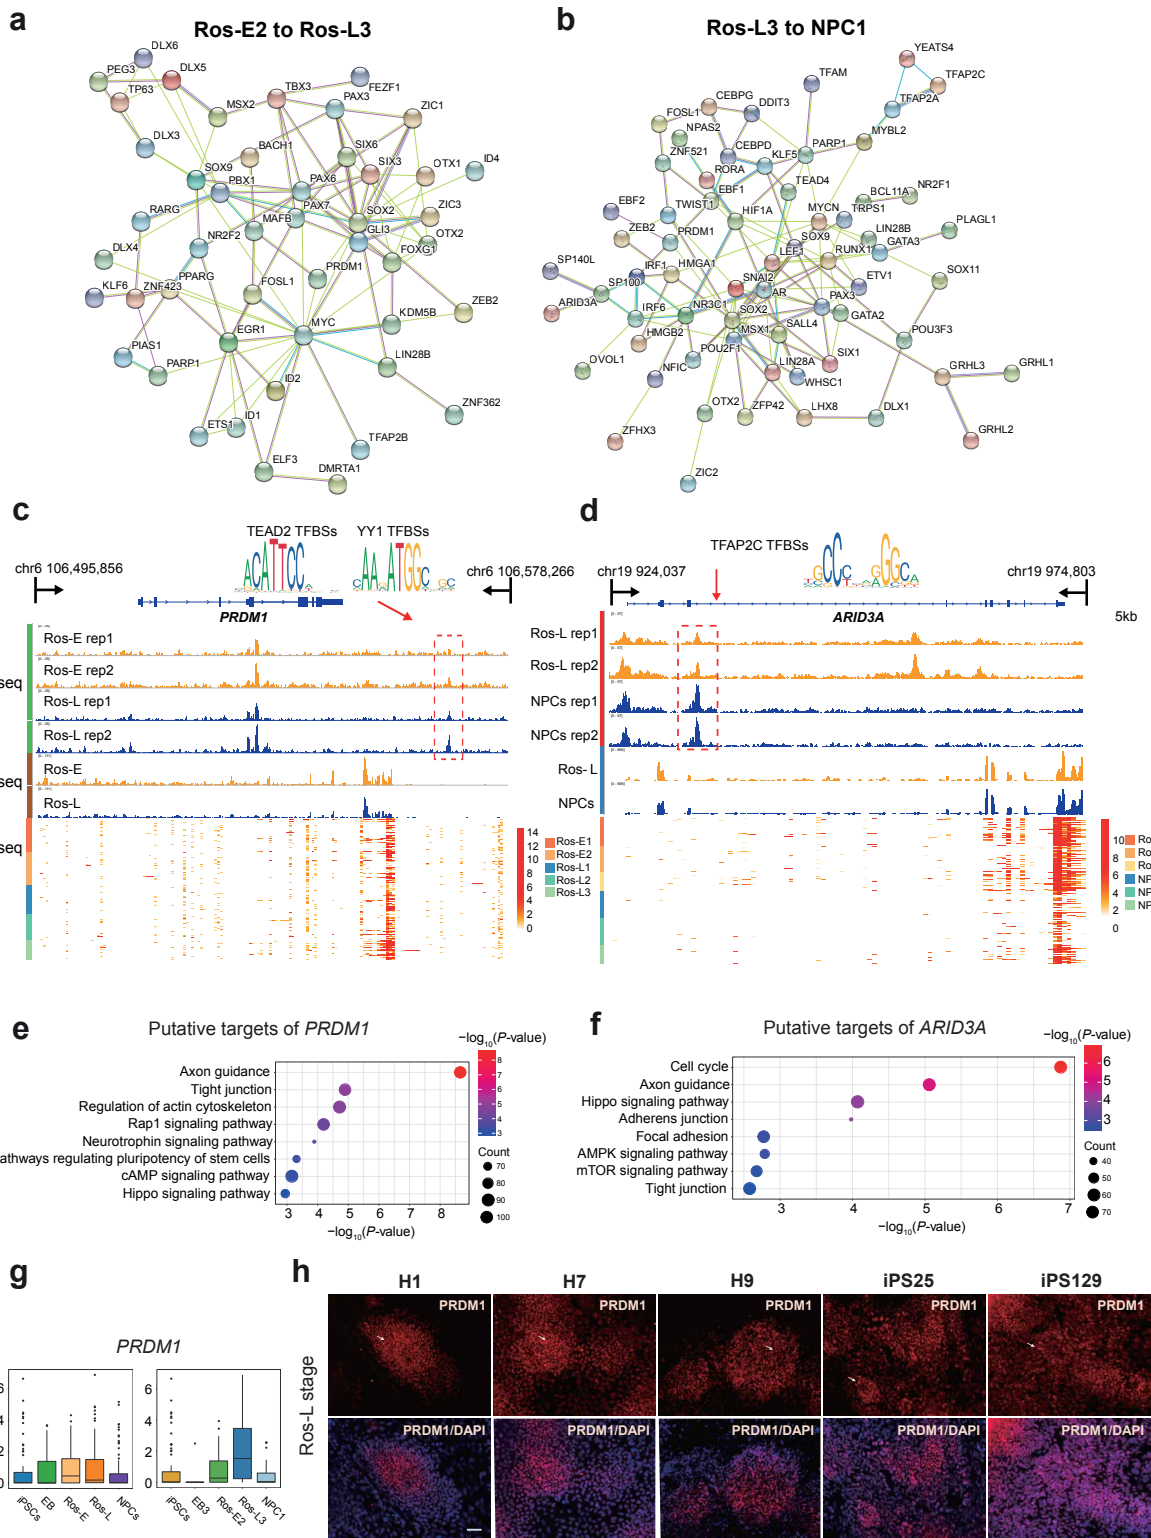 a
Ros-E2 to Ros-L3
DLX6
PEG3
DLX5
TP63
MSX2
TBX3
FEZF1
PAX3
ZIC1
DLX3
BACH1
SIX6
SIX3
OTX1
ID4
SOX9
PBX1
PAX6
PAX7
SOX2
ZIC3
RARG
MAFB
GLI3
OTX2
NR2F2
FOXG1
DLX4
PPARG
PRDM1
KLF6
ZNF423
FOSL1
ZEB2
MYC
KDM5B
PIAS1
EGR1
PARP1
LIN28B
ID2
ZNF362
ETS1
ID1
TFAP2B
ELF3
DMRTA1
b
Ros-L3 to NPC1
YEATS4
TFAM
TFAP2C
CEBPG
DDIT3
TFAP2A
FOSL1
NPAS2
MYBL2
CEBPD
KLF5
PARP1
ZNF521
RORA
TEAD4
EBF1
BCL11A
NR2F1
EBF2
TWIST1
HIF1A
MYCN
TRPS1
PLAGL1
ZEB2
PRDM1
SOX9
LIN28B
GATA3
LEF1
RUNX1
SP140L
IRF1
HMGA1
SNAI2
SOX11
SP100
AR
ETV1
ARID3A
IRF6
NR3C1
PAX3
SOX2
GATA2
HMGB2
MSX1
SALL4
POU3F3
OVOL1
POU2F1
SIX1
NFIC
LIN28A
WHSC1
GRHL3
GRHL1
OTX2
ZFP42
LHX8
DLX1
ZFHX3
GRHL2
ZIC2
c
TEAD2 TFBSs
YY1 TFBSs
chr6 106,495,856
chr6 106,578,266
PRDM1
Ros-E rep1
Ros-E rep2
seq
Ros-L rep1
Ros-L rep2
Ros-E
seq
Ros-L
seq
14
12
10
8
6
4
2
0
Ros-E1
Ros-E2
Ros-L1
Ros-L2
Ros-L3
d
TFAP2C TFBSs
chr19 924,037
chr19 974,803
ARID3A
5kb
Ros-L rep1
Ros-L rep2
NPCs rep1
NPCs rep2
Ros- L
NPCs
10
8
6
4
2
0
Ro
Ro
Ro
NP
NP
NP
e
Putative targets of PRDM1
Axon guidance
Tight junction
Regulation of actin cytoskeleton
Rap1 signaling pathway
Neurotrophin signaling pathway
athways regulating pluripotency of stem cells
cAMP signaling pathway
Hippo signaling pathway
3 4 5 6 7 8
−log10(P-value)
−log10(P-value)
8
7
6
5
4
3
Count
70
80
90
100
f
Putative targets of ARID3A
Cell cycle
Axon guidance
Hippo signaling pathway
Adherens junction
Focal adhesion
AMPK signaling pathway
mTOR signaling pathway
Tight junction
3 4 5 6 7
−log10(P-value)
−log10(P-value)
6
5
4
3
Count
40
50
60
70
g
PRDM1
6
4
2
0
iPSCs
EB
Ros-E
Ros-L
NPCs
6
4
2
0
iPSCs
EB3
Ros-E2
Ros-L3
NPC1
h
H1
H7
H9
iPS25
iPS129
Ros-L stage
PRDM1
PRDM1
PRDM1
PRDM1
PRDM1
PRDM1/DAPI
PRDM1/DAPI
PRDM1/DAPI
PRDM1/DAPI
PRDM1/DAPI